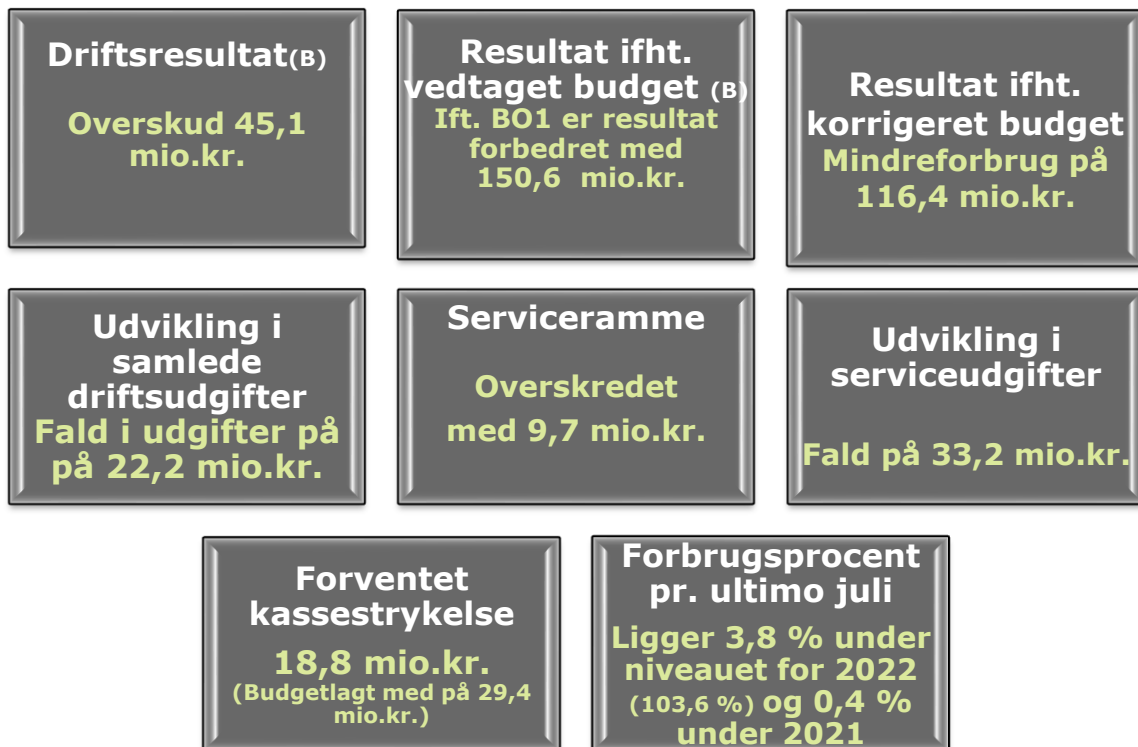 Driftsresultat(B)
Overskud 45,1
mio.kr.
Resultat ifht.
vedtaget budget (B)
Ift. BO1 er resultat
forbedret med
150,6 mio.kr.
Resultat ifht.
korrigeret budget
Mindreforbrug på
116,4 mio.kr.
Udvikling i
samlede
driftsudgifter
Fald i udgifter på
på 22,2 mio.kr.
Serviceramme
Overskredet
med 9,7 mio.kr.
Udvikling i
serviceudgifter
Fald på 33,2 mio.kr.
Forventet
kassestrykelse
18,8 mio.kr.
(Budgetlagt med på 29,4
mio.kr.)
Forbrugsprocent
pr. ultimo juli
Ligger 3,8 % under
niveauet for 2022
(103,6 %) og 0,4 %
under 2021